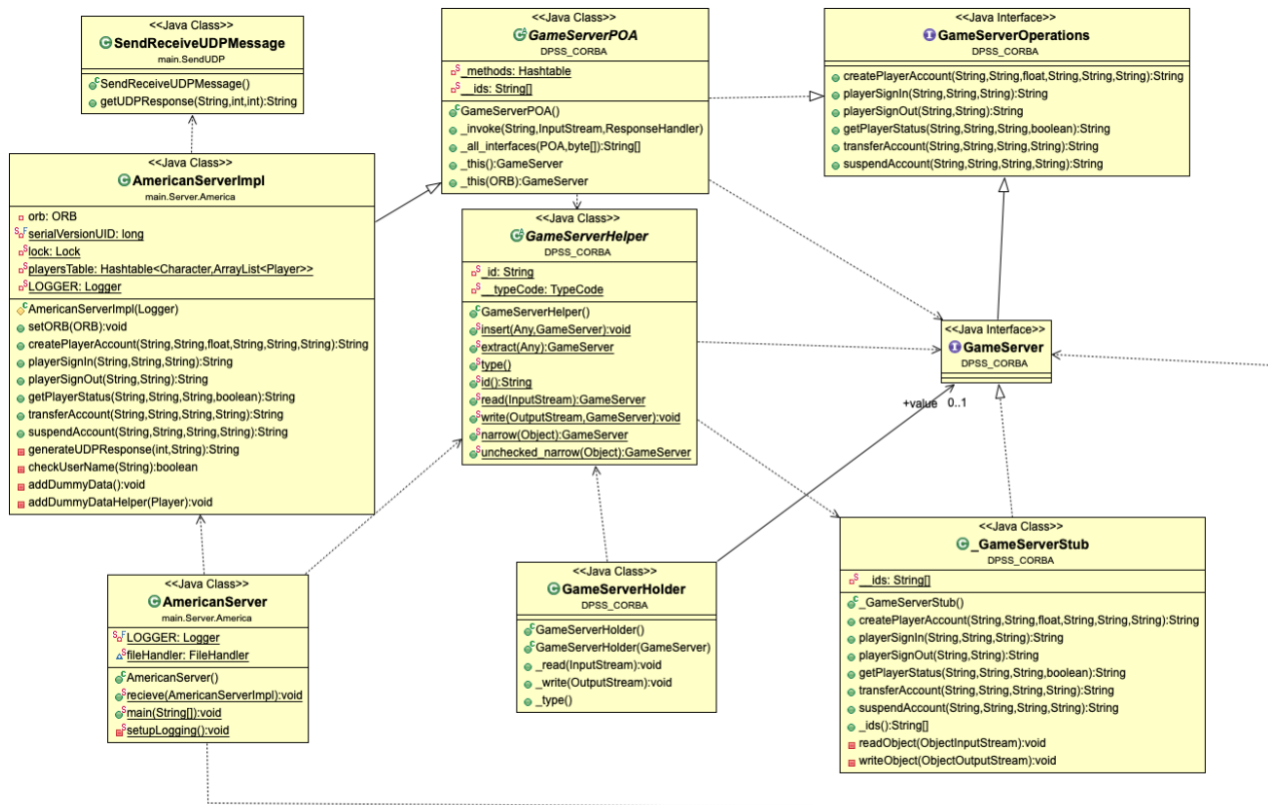 <<Java Class>>
SendReceiveUDPMessage
main.SendUDP
SendReceiveUDPMessage()
getUDPResponse(String,int,int):String
<<Java Class>>
GameServerPOA
DPSS_CORBA
_methods: Hashtable
__ids: String[]
GameServerPOA()
_invoke(String,InputStream,ResponseHandler)
_all_interfaces(POA,byte[]):String[]
_this():GameServer
_this(ORB):GameServer
<<Java Interface>>
GameServerOperations
DPSS_CORBA
createPlayerAccount(String,String,float,String,String,String):String
playerSignIn(String,String,String):String
playerSignOut(String,String):String
getPlayerStatus(String,String,String,boolean):String
transferAccount(String,String,String,String):String
suspendAccount(String,String,String,String):String
<<Java Class>>
AmericanServerImpl
main.Server.America
orb: ORB
serialVersionUID: long
lock: Lock
playersTable: Hashtable<Character,ArrayList<Player>>
LOGGER: Logger
AmericanServerImpl(Logger)
setORB(ORB):void
createPlayerAccount(String,String,float,String,String,String):String
playerSignIn(String,String,String):String
playerSignOut(String,String):String
getPlayerStatus(String,String,String,boolean):String
transferAccount(String,String,String,String):String
suspendAccount(String,String,String,String):String
generateUDPResponse(int,String):String
checkUserName(String):boolean
addDummyData():void
addDummyDataHelper(Player):void
<<Java Class>>
GameServerHelper
DPSS_CORBA
_id: String
__typeCode: TypeCode
GameServerHelper()
insert(Any,GameServer):void
extract(Any):GameServer
type()
id():String
read(InputStream):GameServer
write(OutputStream,GameServer):void
narrow(Object):GameServer
unchecked_narrow(Object):GameServer
<<Java Interface>>
GameServer
DPSS_CORBA
+value 0..1
<<Java Class>>
AmericanServer
main.Server.America
LOGGER: Logger
fileHandler: FileHandler
AmericanServer()
recieve(AmericanServerImpl):void
main(String[]):void
setupLogging():void
<<Java Class>>
GameServerHolder
DPSS_CORBA
GameServerHolder()
GameServerHolder(GameServer)
_read(InputStream):void
_write(OutputStream):void
_type()
<<Java Class>>
_GameServerStub
DPSS_CORBA
__ids: String[]
_GameServerStub()
createPlayerAccount(String,String,float,String,String,String):String
playerSignIn(String,String,String):String
playerSignOut(String,String):String
getPlayerStatus(String,String,String,boolean):String
transferAccount(String,String,String,String):String
suspendAccount(String,String,String,String):String
_ids():String[]
readObject(ObjectInputStream):void
writeObject(ObjectOutputStream):void